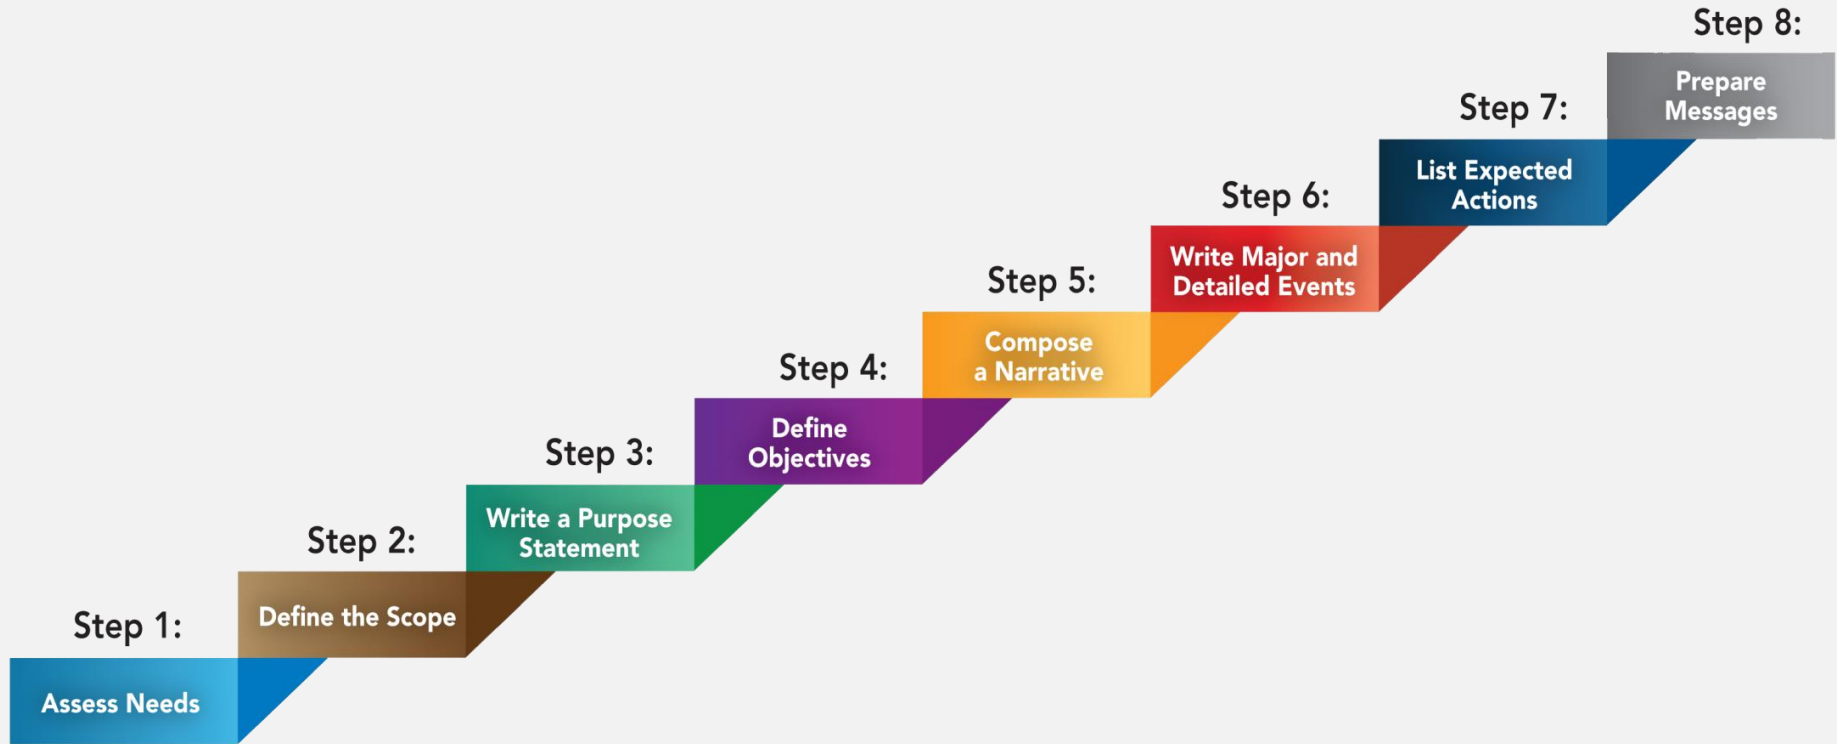 Step 1:
Assess Needs
Step 2:
Define the Scope
Step 3:
Write a Purpose
Statement
Step 4:
Define
Objectives
Step 5:
Compose
a Narrative
Step 6:
Write Major and
Detailed Events
Step 7:
List Expected
Actions
Step 8:
Prepare
Messages